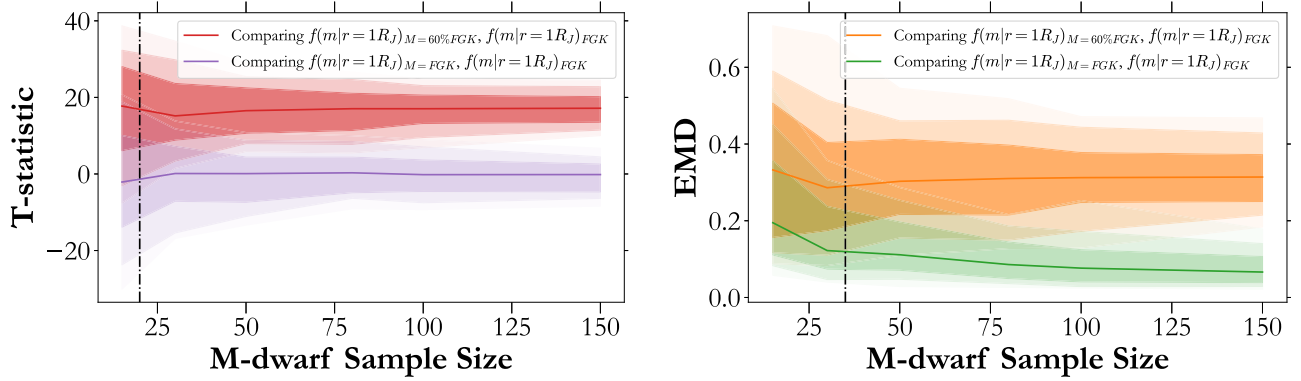 T-statistic
40
20
0
−20
Comparing f(m|r = 1R_J)_{M=60%FGK}, f(m|r = 1R_J)_{FGK}
Comparing f(m|r = 1R_J)_{M=FGK}, f(m|r = 1R_J)_{FGK}
25 50 75 100 125 150
M-dwarf Sample Size
EMD
0.6
0.4
0.2
0.0
Comparing f(m|r = 1R_J)_{M=60%FGK}, f(m|r = 1R_J)_{FGK}
Comparing f(m|r = 1R_J)_{M=FGK}, f(m|r = 1R_J)_{FGK}
25 50 75 100 125 150
M-dwarf Sample Size